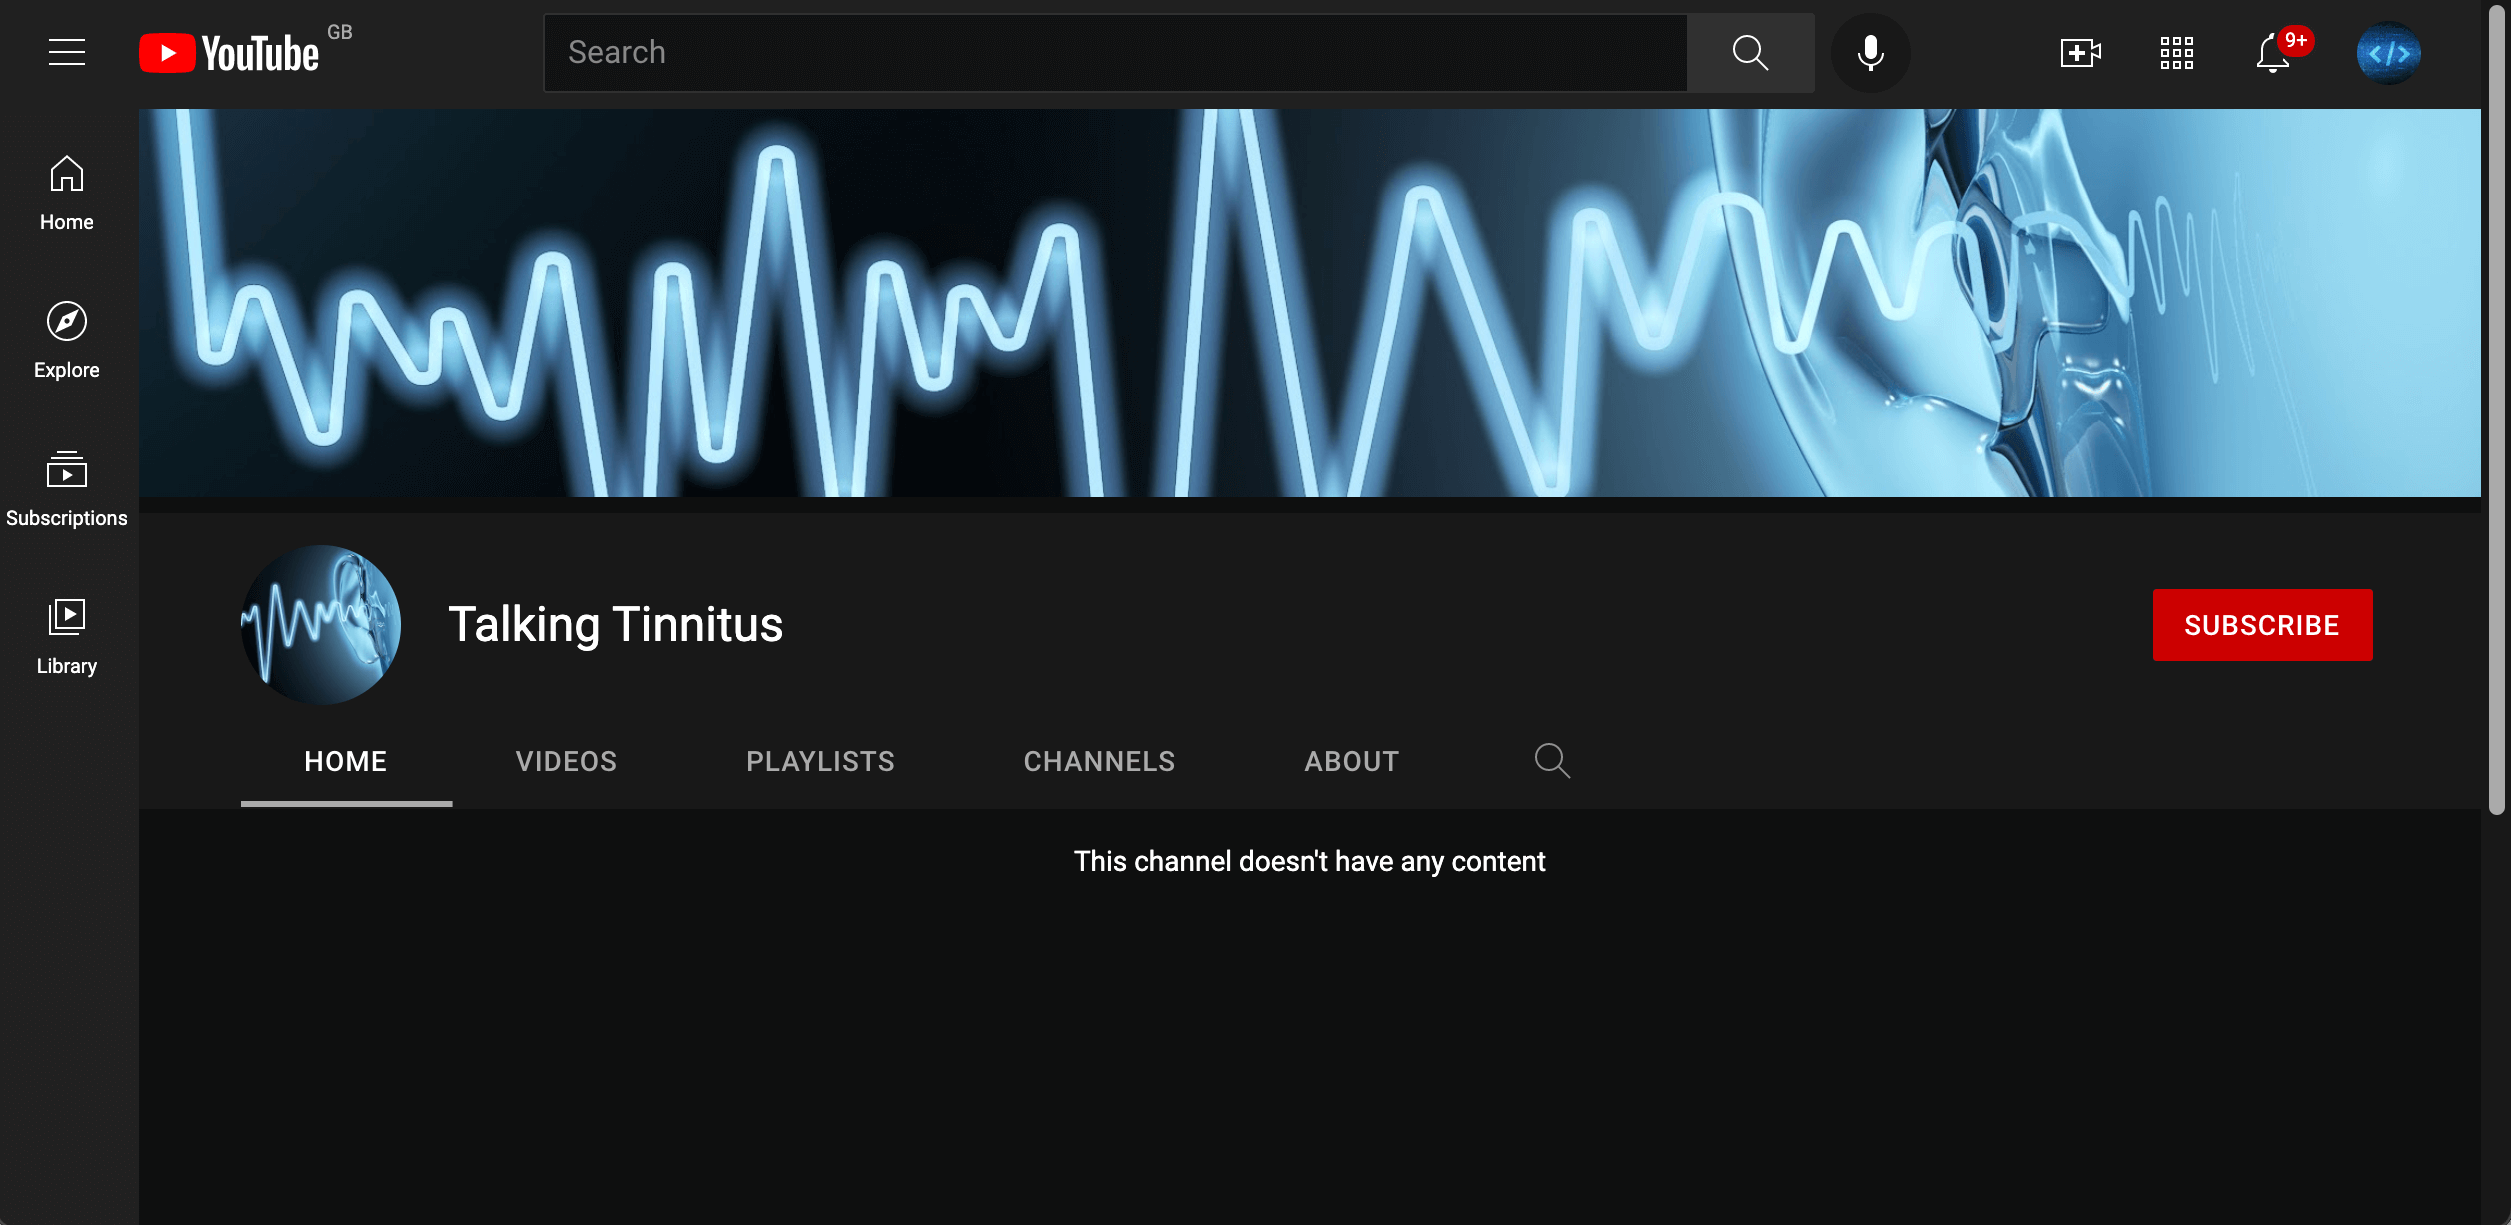 YouTube GB
Search
9+
</>
Home
Explore
Subscriptions
Library
Talking Tinnitus
SUBSCRIBE
HOME VIDEOS PLAYLISTS CHANNELS ABOUT
This channel doesn't have any content